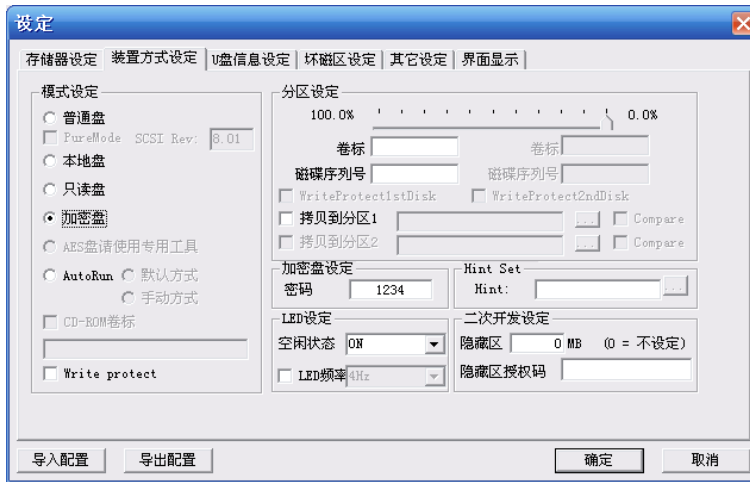 设定
存储器设定 装置方式设定 U盘信息设定 坏磁区设定 其它设定 界面显示
模式设定
普通盘
PureMode SCSI Rev: 8.01
本地盘
只读盘
加密盘
AES盘请使用专用工具
AutoRun 默认方式
手动方式
CD-ROM卷标
Write protect
分区设定
100.0% 0.0%
卷标 卷标
磁碟序列号 磁碟序列号
WriteProtect1stDisk WriteProtect2ndDisk
拷贝到分区1 ... Compare
拷贝到分区2 ... Compare
加密盘设定
密码 1234
Hint Set
Hint: ...
LED设定
空闲状态 ON
LED频率 4Hz
二次开发设定
隐藏区 0 MB (0 = 不设定)
隐藏区授权码
导入配置 导出配置 确定 取消